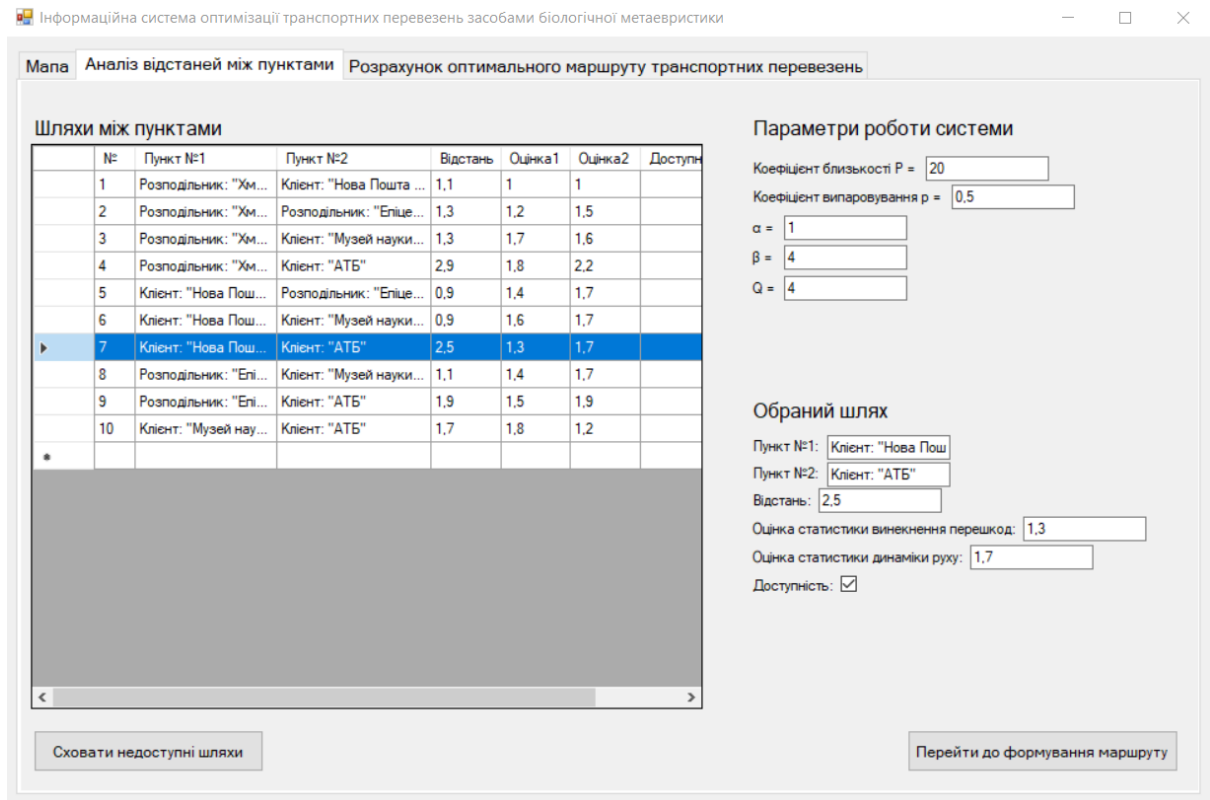 Інформаційна система оптимізації транспортних перевезень засобами біологічної метаевристики
Мапа Аналіз відстаней між пунктами Розрахунок оптимального маршруту транспортних перевезень
Шляхи між пунктами
№ Пункт №1 Пункт №2 Відстань Оцінка1 Оцінка2 Доступн
1 Розподільник: "Хм... Клієнт: "Нова Пошта ... 1,1 1 1
2 Розподільник: "Хм... Розподільник: "Епіце... 1,3 1,2 1,5
3 Розподільник: "Хм... Клієнт: "Музей науки... 1,3 1,7 1,6
4 Розподільник: "Хм... Клієнт: "АТБ" 2,9 1,8 2,2
5 Клієнт: "Нова Пош... Розподільник: "Епіце... 0,9 1,4 1,7
6 Клієнт: "Нова Пош... Клієнт: "Музей науки... 0,9 1,6 1,7
7 Клієнт: "Нова Пош... Клієнт: "АТБ" 2,5 1,3 1,7
8 Розподільник: "Епі... Клієнт: "Музей науки... 1,1 1,4 1,7
9 Розподільник: "Епі... Клієнт: "АТБ" 1,9 1,5 1,9
10 Клієнт: "Музей нау... Клієнт: "АТБ" 1,7 1,8 1,2
Сховати недоступні шляхи
Параметри роботи системи
Коефіцієнт близькості P = 20
Коефіцієнт випаровування p = 0,5
α = 1
β = 4
Q = 4
Обраний шлях
Пункт №1: Клієнт: "Нова Пош
Пункт №2: Клієнт: "АТБ"
Відстань: 2,5
Оцінка статистики винекнення перешкод: 1,3
Оцінка статистики динаміки руху: 1,7
Доступність:
Перейти до формування маршруту